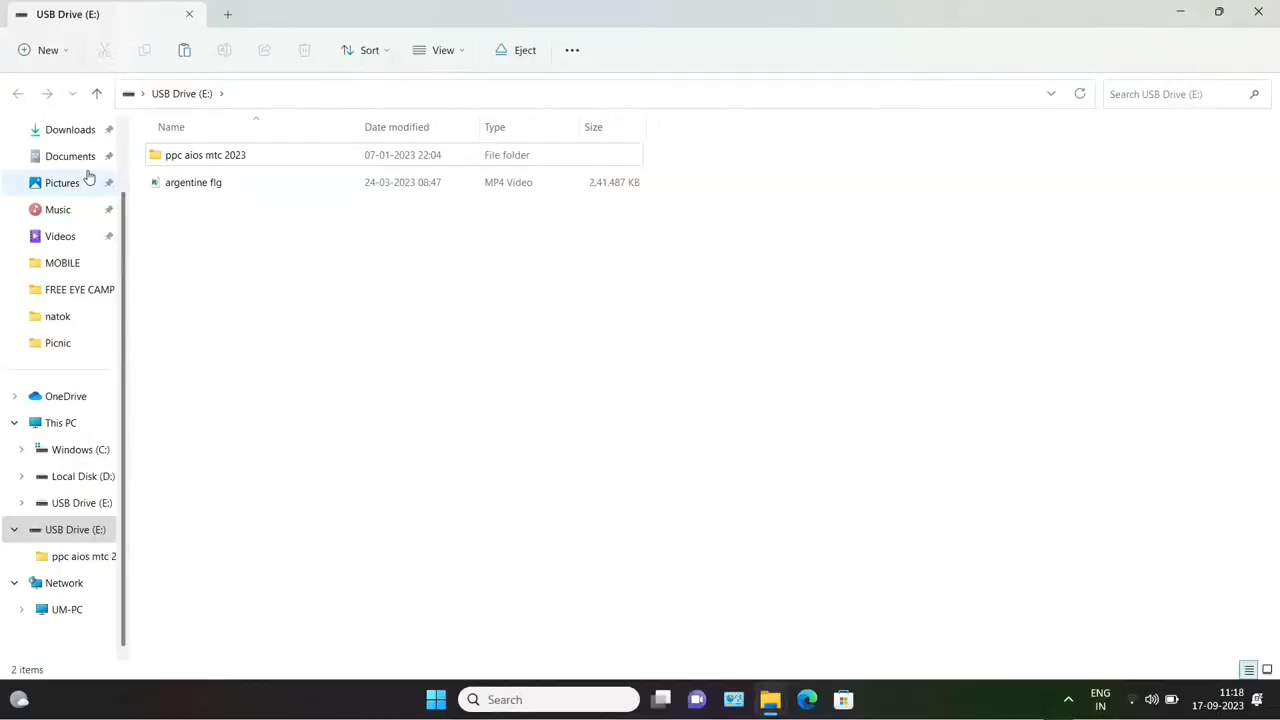 USB Drive (E:)
New
Sort
View
Eject
USB Drive (E:)
Search USB Drive (E:)
Downloads
Documents
Pictures
Music
Videos
MOBILE
FREE EYE CAMP
natok
Picnic
OneDrive
This PC
Windows (C:)
Local Disk (D:)
USB Drive (E:)
USB Drive (E:)
ppc aios mtc 2
Network
UM-PC
Name Date modified Type Size
ppc aios mtc 2023 07-01-2023 22:04 File folder
argentine flg 24-03-2023 08:47 MP4 Video 2,41,487 KB
2 items
Search
ENG
IN
11:18
17-09-2023